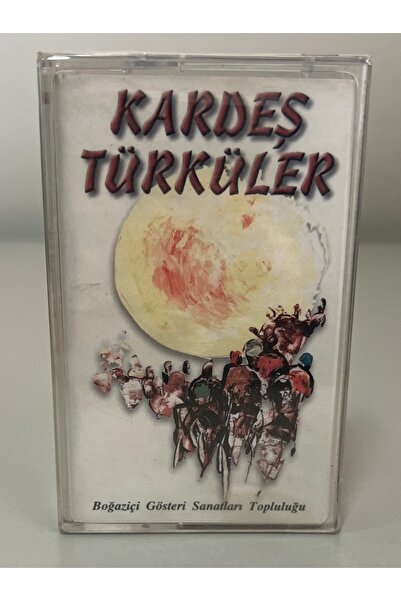 KARDEŞ
TÜRKÜLER
Boğaziçi Gösteri Sanatları Topluluğu